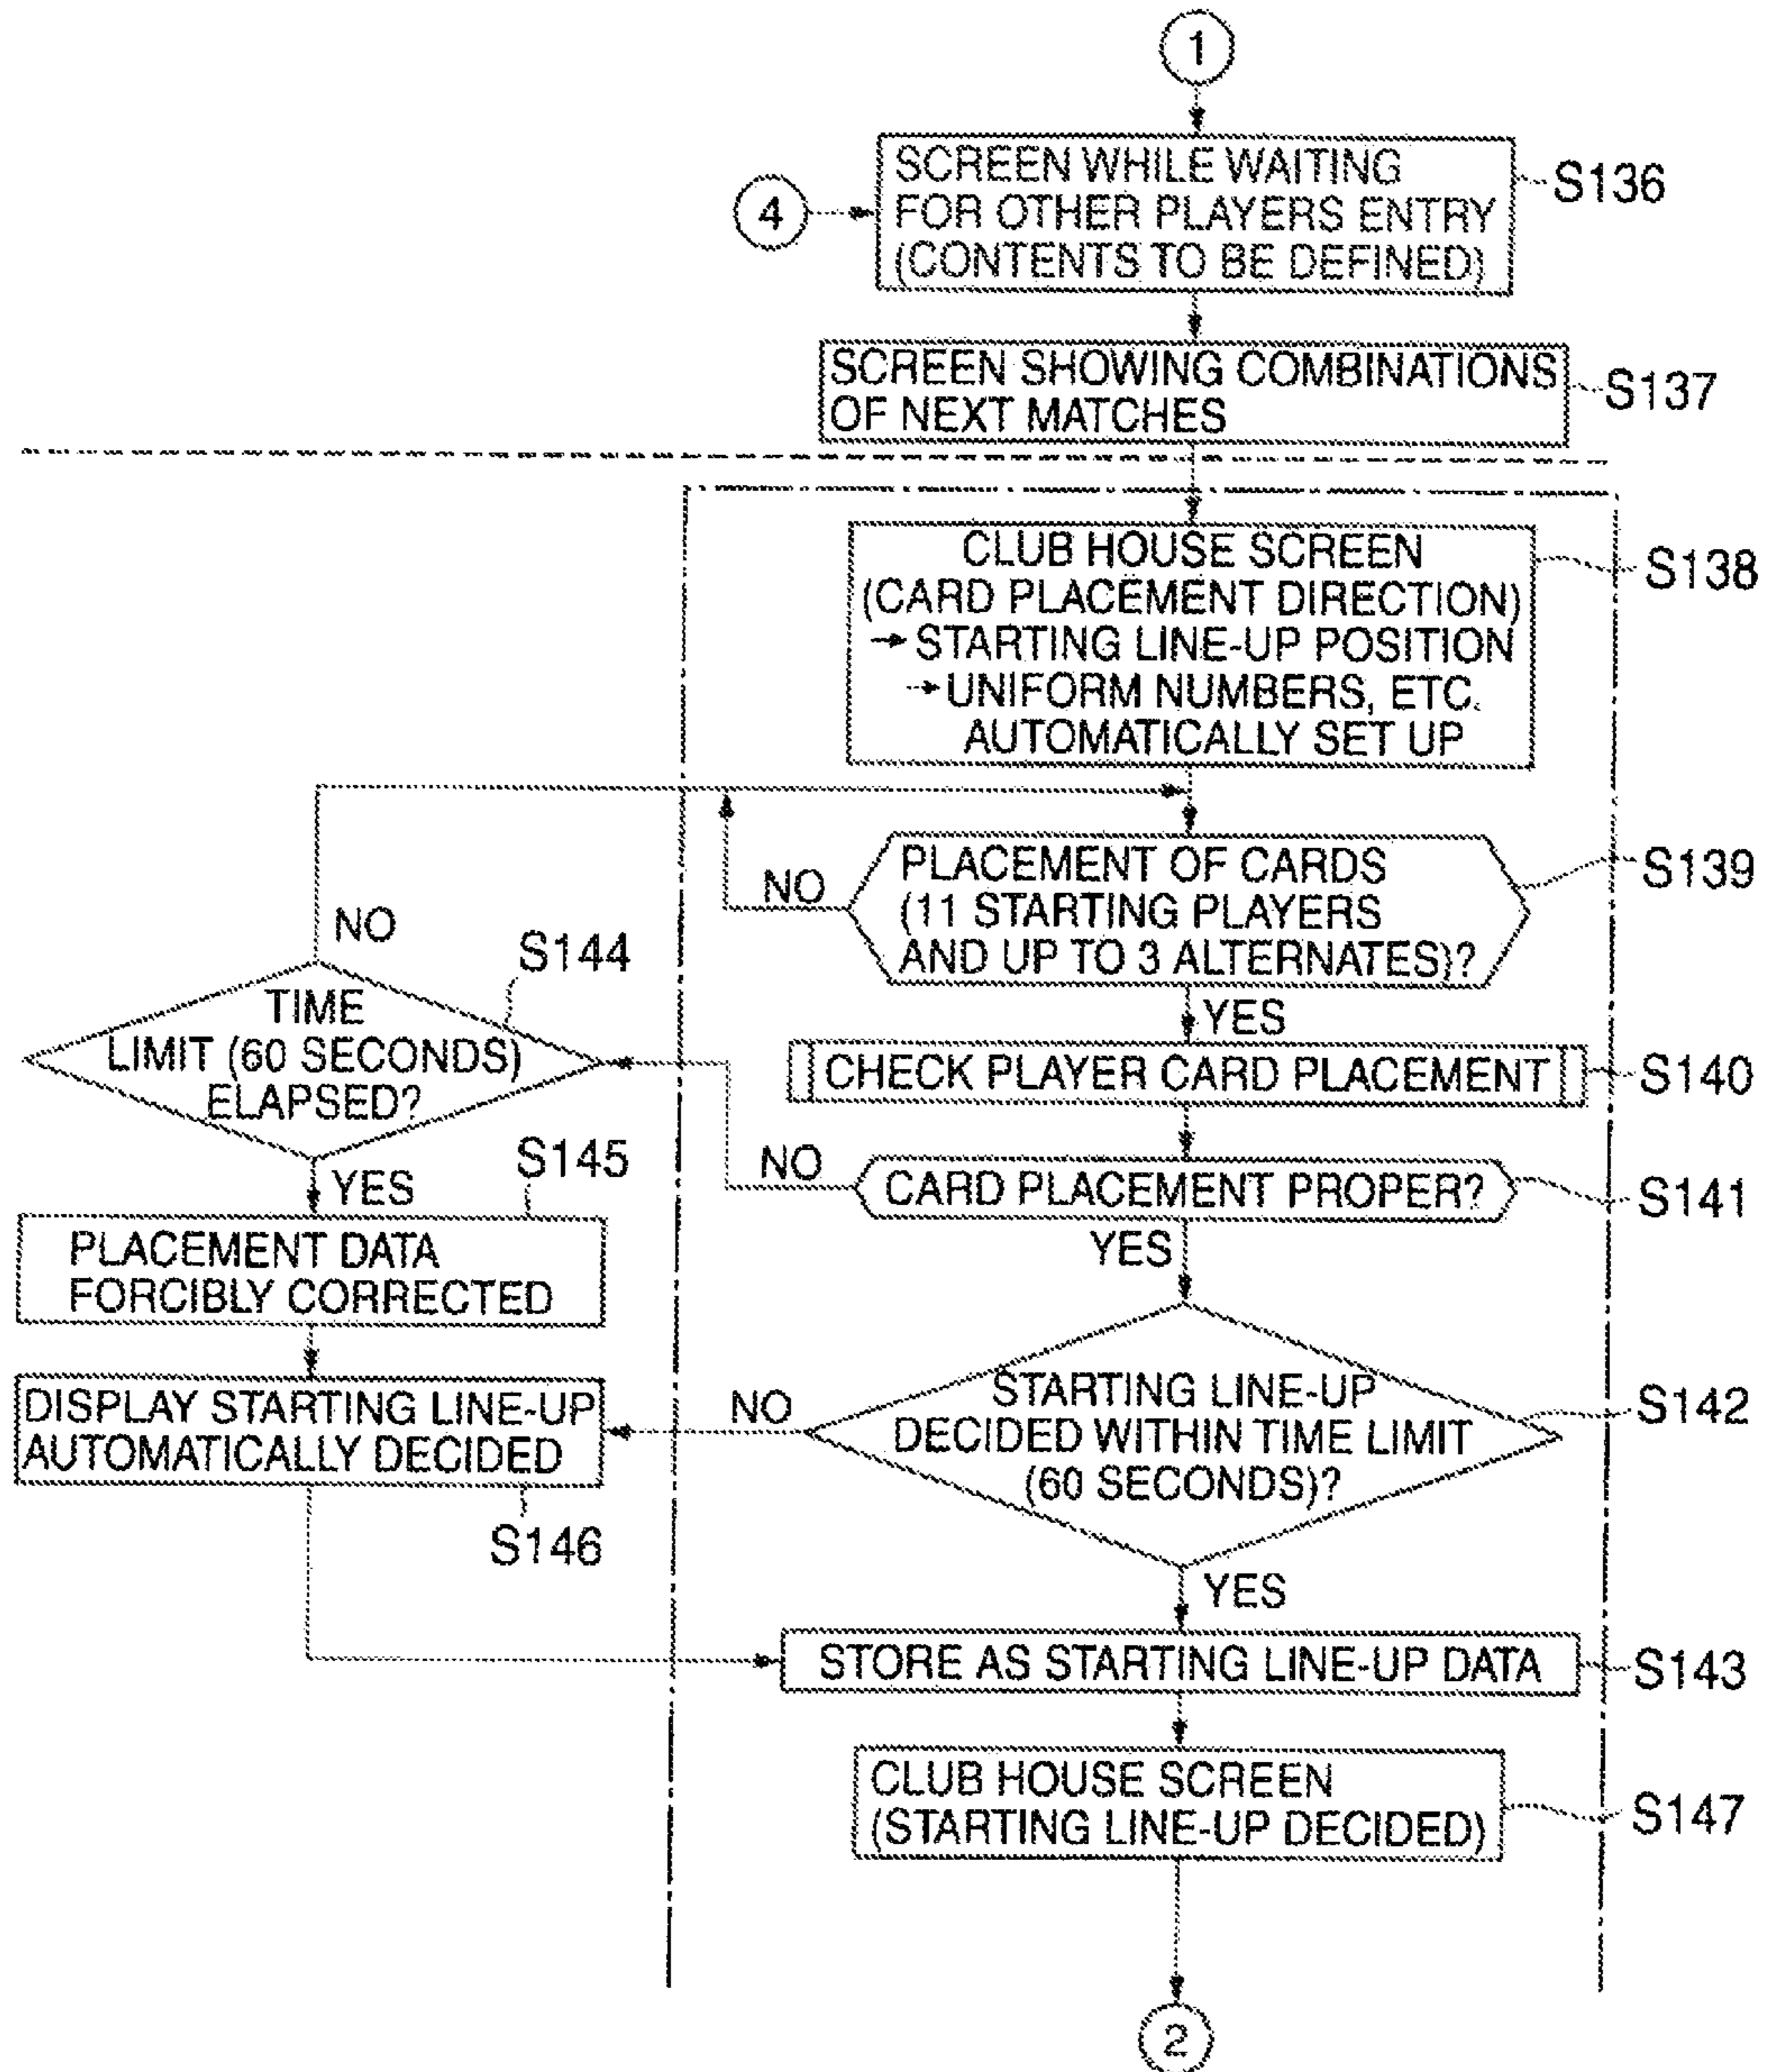 1
SCREEN WHILE WAITING
FOR OTHER PLAYERS ENTRY
(CONTENTS TO BE DEFINED)
S136
4
SCREEN SHOWING COMBINATIONS
OF NEXT MATCHES
S137
CLUB HOUSE SCREEN
(CARD PLACEMENT DIRECTION)
→ STARTING LINE-UP POSITION
→ UNIFORM NUMBERS, ETC.
AUTOMATICALLY SET UP
S138
PLACEMENT OF CARDS
(11 STARTING PLAYERS
AND UP TO 3 ALTERNATES)?
S139
NO
YES
NO
S144
TIME
LIMIT (60 SECONDS)
ELAPSED?
CHECK PLAYER CARD PLACEMENT
S140
YES
S145
NO
CARD PLACEMENT PROPER?
S141
YES
PLACEMENT DATA
FORCIBLY CORRECTED
DISPLAY STARTING LINE-UP
AUTOMATICALLY DECIDED
S146
NO
STARTING LINE-UP
DECIDED WITHIN TIME LIMIT
(60 SECONDS)?
S142
YES
STORE AS STARTING LINE-UP DATA
S143
CLUB HOUSE SCREEN
(STARTING LINE-UP DECIDED)
S147
2